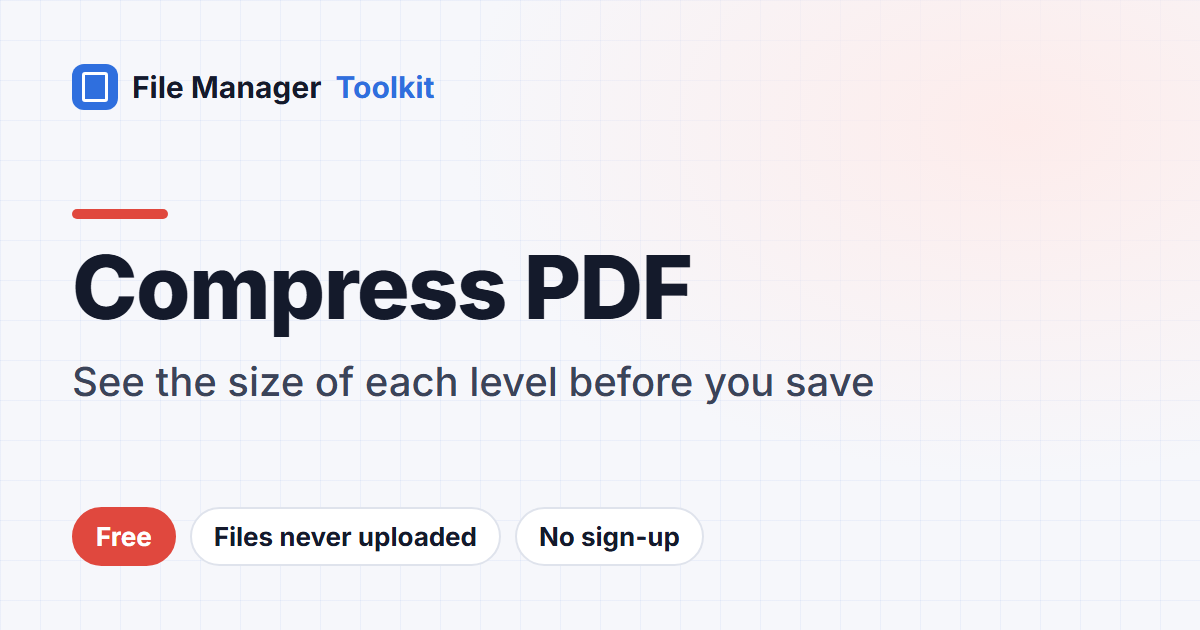 File Manager Toolkit
Compress PDF
See the size of each level before you save
Free
Files never uploaded
No sign-up